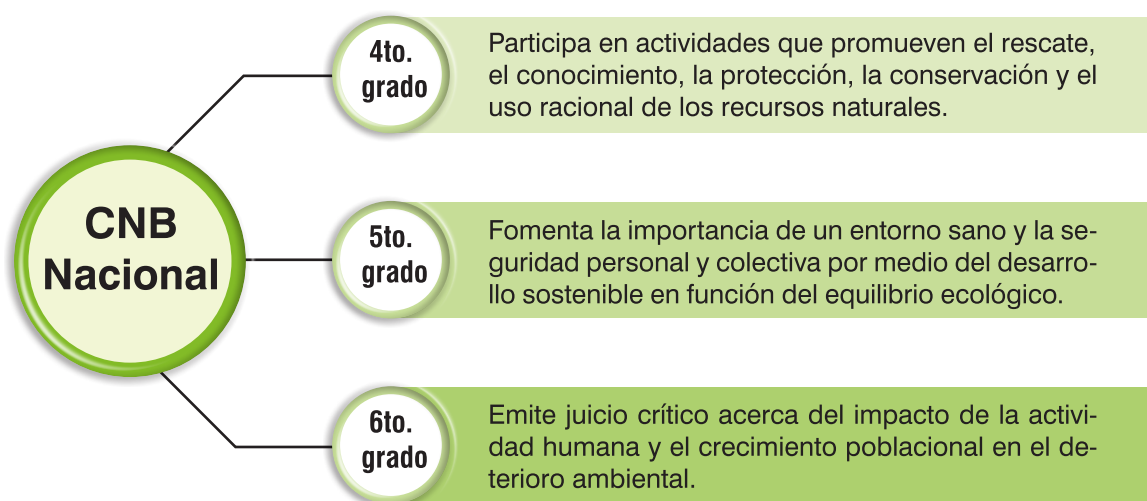 CNB
Nacional
4to.
grado
Participa en actividades que promueven el rescate,
el conocimiento, la protección, la conservación y el
uso racional de los recursos naturales.
5to.
grado
Fomenta la importancia de un entorno sano y la se-
guridad personal y colectiva por medio del desarro-
llo sostenible en función del equilibrio ecológico.
6to.
grado
Emite juicio crítico acerca del impacto de la activi-
dad humana y el crecimiento poblacional en el de-
terioro ambiental.